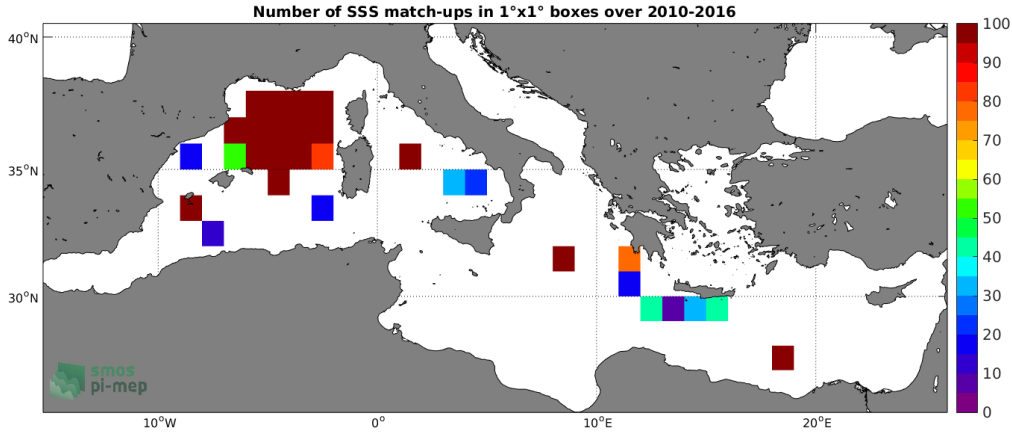 Number of SSS match-ups in 1°x1° boxes over 2010-2016
40°N
35°N
30°N
10°W
0°
10°E
20°E
100
90
80
70
60
50
40
30
20
10
0
smos
pi-mep